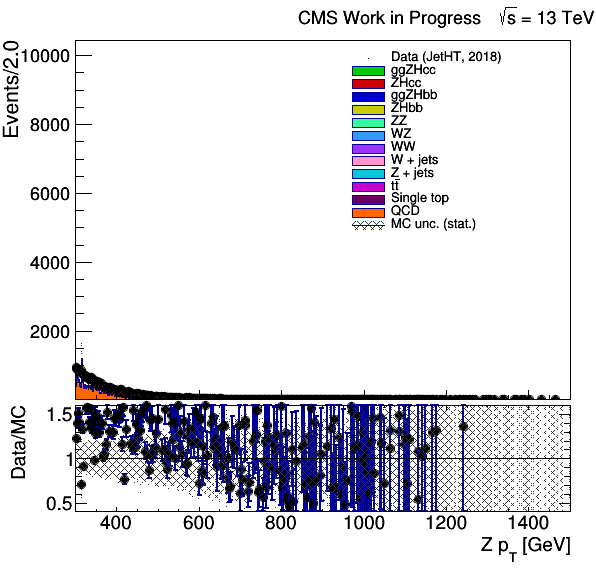 CMS Work in Progress √s = 13 TeV
Events/2.0
10000
8000
6000
4000
2000
Data (JetHT, 2018)
ggZHcc
ZHcc
ggZHbb
ZHbb
ZZ
WZ
WW
W + jets
Z + jets
tt̄
Single top
QCD
MC unc. (stat.)
Data/MC
1.5
1
0.5
400 600 800 1000 1200 1400
Z p_T [GeV]